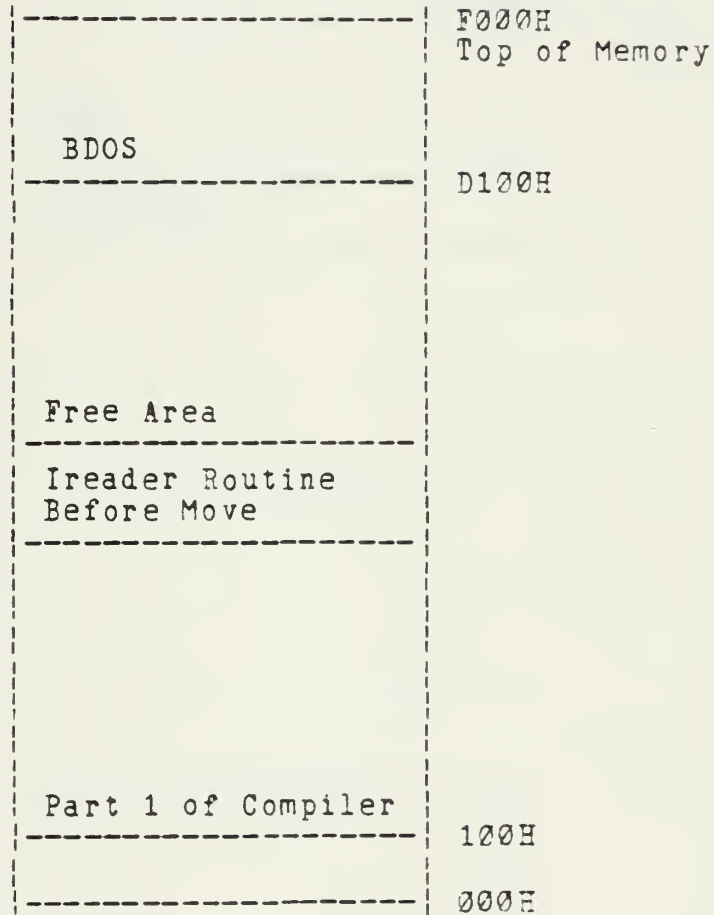 F000H
Top of Memory
BDOS
D100H
Free Area
Ireader Routine
Before Move
Part 1 of Compiler
100H
000H